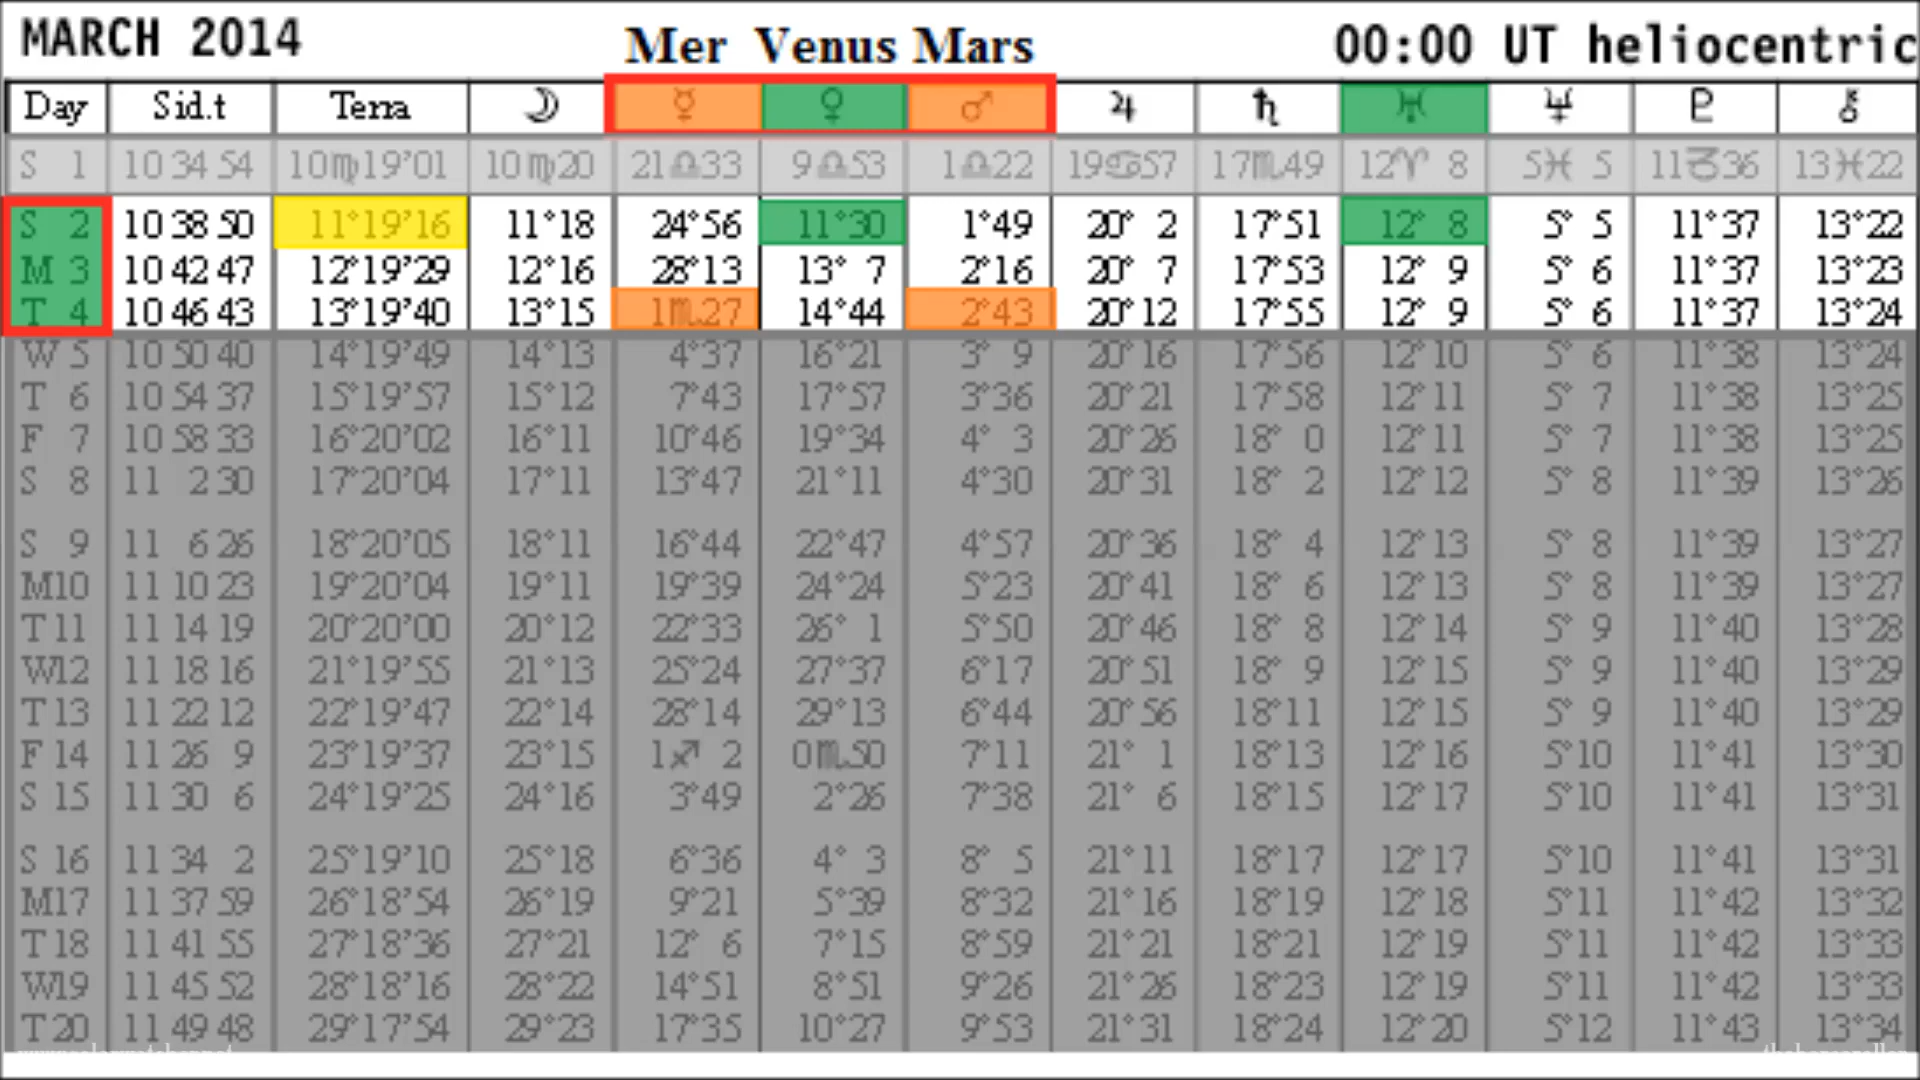 MARCH 2014 Mer Venus Mars 00:00 UT heliocentric
Day Sid.t Terra ☽ ☿ ♀ ♂ ♃ ♄ ♅ ♆ ♇ ⚷
S 1 10 34 54 10♍19'01 10♍20 21♎33 9♎53 1♎22 19♋57 17♏49 12♈ 8 5♓ 5 11♑36 13♓22
S 2 10 38 50 11°19'16 11°18 24°56 11°30 1°49 20° 2 17°51 12° 8 5° 5 11°37 13°22
M 3 10 42 47 12°19'29 12°16 28°13 13° 7 2°16 20° 7 17°53 12° 9 5° 6 11°37 13°23
T 4 10 46 43 13°19'40 13°15 1♏27 14°44 2°43 20°12 17°55 12° 9 5° 6 11°37 13°24
W 5 10 50 40 14°19'49 14°13 4°37 16°21 3° 9 20°16 17°56 12°10 5° 6 11°38 13°24
T 6 10 54 37 15°19'57 15°12 7°43 17°57 3°36 20°21 17°58 12°11 5° 7 11°38 13°25
F 7 10 58 33 16°20'02 16°11 10°46 19°34 4° 3 20°26 18° 0 12°11 5° 7 11°38 13°25
S 8 11 2 30 17°20'04 17°11 13°47 21°11 4°30 20°31 18° 2 12°12 5° 8 11°39 13°26
S 9 11 6 26 18°20'05 18°11 16°44 22°47 4°57 20°36 18° 4 12°13 5° 8 11°39 13°27
M10 11 10 23 19°20'04 19°11 19°39 24°24 5°23 20°41 18° 6 12°13 5° 8 11°39 13°27
T 11 11 14 19 20°20'00 20°12 22°33 26° 1 5°50 20°46 18° 8 12°14 5° 9 11°40 13°28
W12 11 18 16 21°19'55 21°13 25°24 27°37 6°17 20°51 18° 9 12°15 5° 9 11°40 13°29
T 13 11 22 12 22°19'47 22°14 28°14 29°13 6°44 20°56 18°11 12°15 5° 9 11°40 13°29
F 14 11 26 9 23°19'37 23°15 1♐ 2 0♏50 7°11 21° 1 18°13 12°16 5°10 11°41 13°30
S 15 11 30 6 24°19'25 24°16 3°49 2°26 7°38 21° 6 18°15 12°17 5°10 11°41 13°31
S 16 11 34 2 25°19'10 25°18 6°36 4° 3 8° 5 21°11 18°17 12°17 5°10 11°41 13°31
M17 11 37 59 26°18'54 26°19 9°21 5°39 8°32 21°16 18°19 12°18 5°11 11°42 13°32
T 18 11 41 55 27°18'36 27°21 12° 6 7°15 8°59 21°21 18°21 12°19 5°11 11°42 13°33
W19 11 45 52 28°18'16 28°22 14°51 8°51 9°26 21°26 18°23 12°19 5°11 11°42 13°33
T 20 11 49 48 29°17'54 29°23 17°35 10°27 9°53 21°31 18°24 12°20 5°12 11°43 13°34